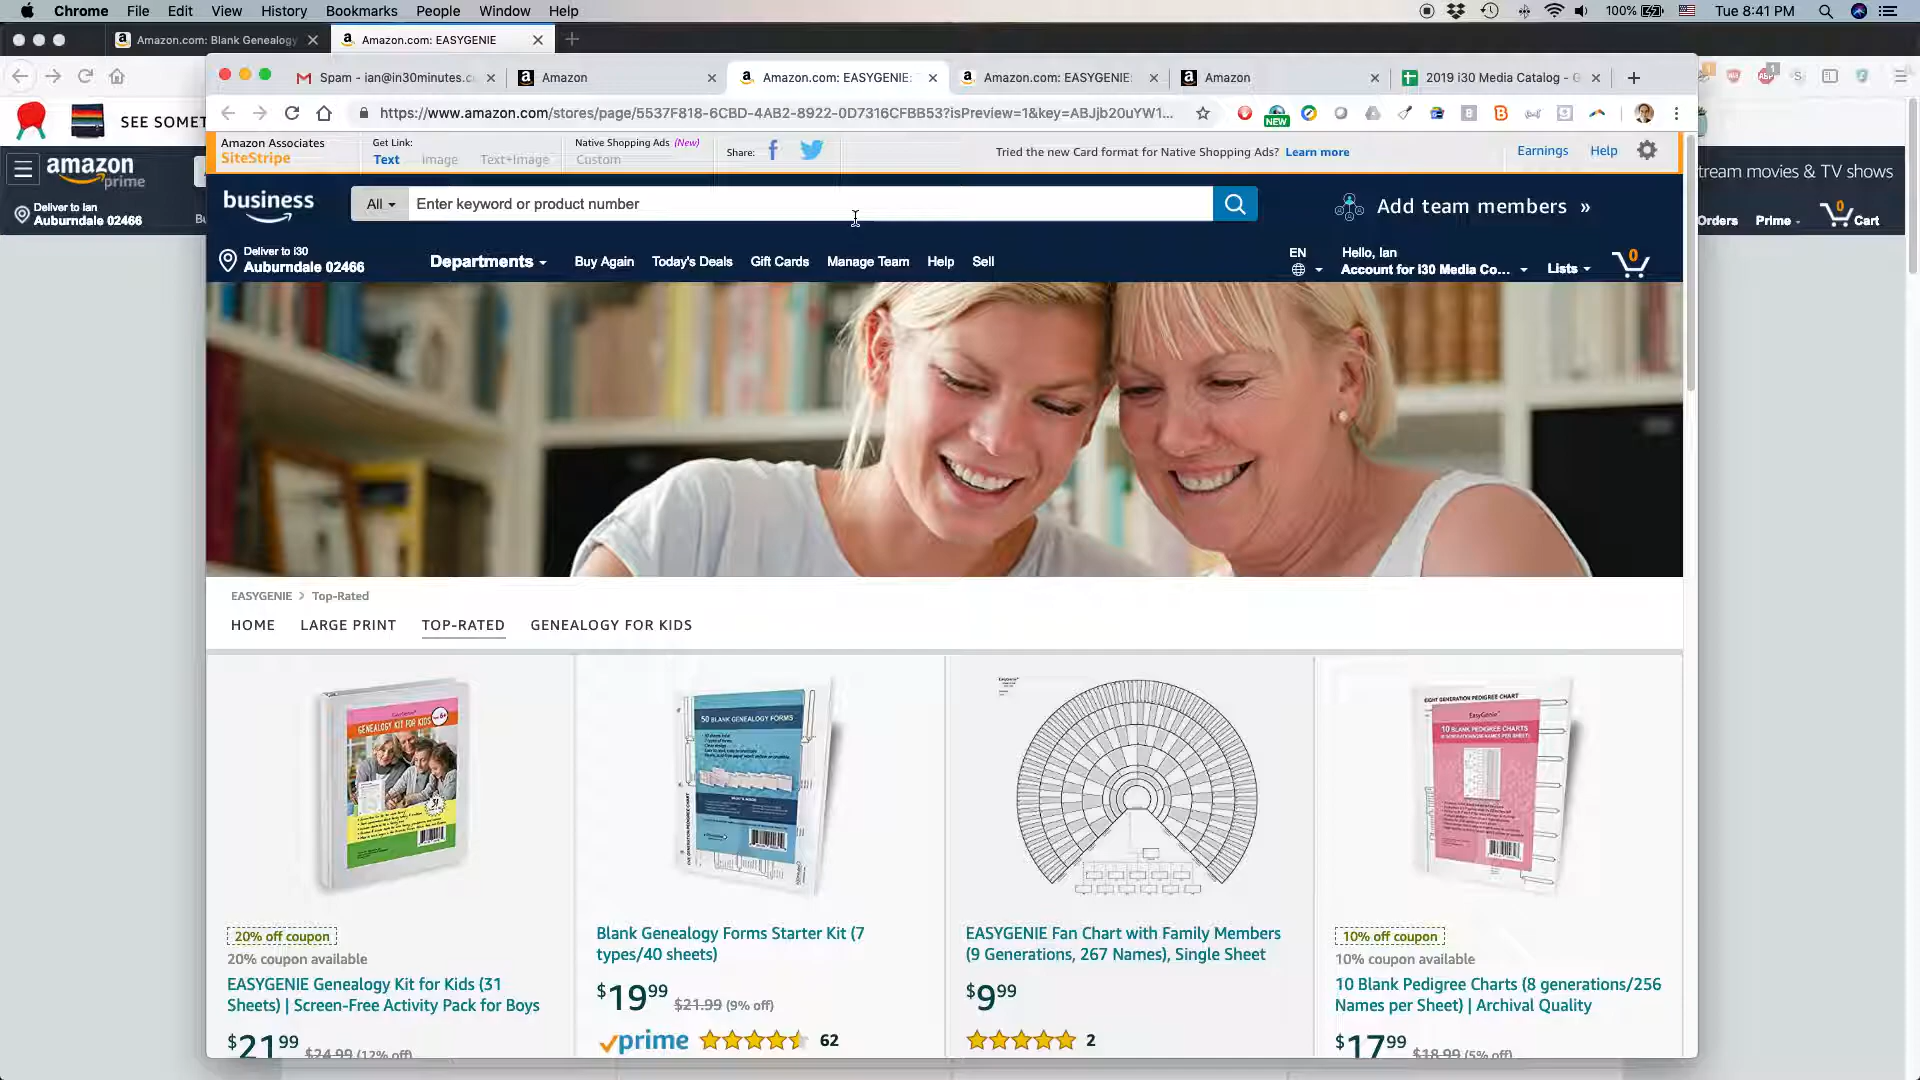 Chrome File Edit View History Bookmarks People Window Help
100% Tue 8:41 PM
Amazon.com: Blank Genealogy
Amazon.com: EASYGENIE
Spam - ian@in30minutes.c
Amazon
Amazon.com: EASYGENIE:
Amazon.com: EASYGENIE:
Amazon
2019 i30 Media Catalog - G
https://www.amazon.com/stores/page/5537F818-6CBD-4AB2-8922-0D7316CFBB53?isPreview=1&key=ABJjb20uYW1...
NEW
SEE SOMET
amazon
prime
Deliver to Ian
Auburndale 02466
Bu
tream movies & TV shows
Orders Prime 0 Cart
Amazon Associates
SiteStripe
Get Link:
Text Image Text+Image
Native Shopping Ads (New)
Custom
Share:
Tried the new Card format for Native Shopping Ads? Learn more
Earnings Help
business
All Enter keyword or product number
Add team members »
Deliver to i30
Auburndale 02466
Departments Buy Again Today's Deals Gift Cards Manage Team Help Sell
EN
Hello, Ian
Account for I30 Media Co...
Lists
0
EASYGENIE > Top-Rated
HOME LARGE PRINT TOP-RATED GENEALOGY FOR KIDS
EasyGenie
GENEALOGY KIT FOR KIDS
50 BLANK GENEALOGY FORMS
EIGHT GENERATION PEDIGREE CHART
EasyGenie
10 BLANK PEDIGREE CHARTS
20% off coupon
20% coupon available
EASYGENIE Genealogy Kit for Kids (31
Sheets) | Screen-Free Activity Pack for Boys
$21 99 $24.99 (12% off)
Blank Genealogy Forms Starter Kit (7
types/40 sheets)
$19 99 $21.99 (9% off)
prime 62
EASYGENIE Fan Chart with Family Members
(9 Generations, 267 Names), Single Sheet
$9 99
2
10% off coupon
10% coupon available
10 Blank Pedigree Charts (8 generations/256
Names per Sheet) | Archival Quality
$17 99 $18.99 (5% off)